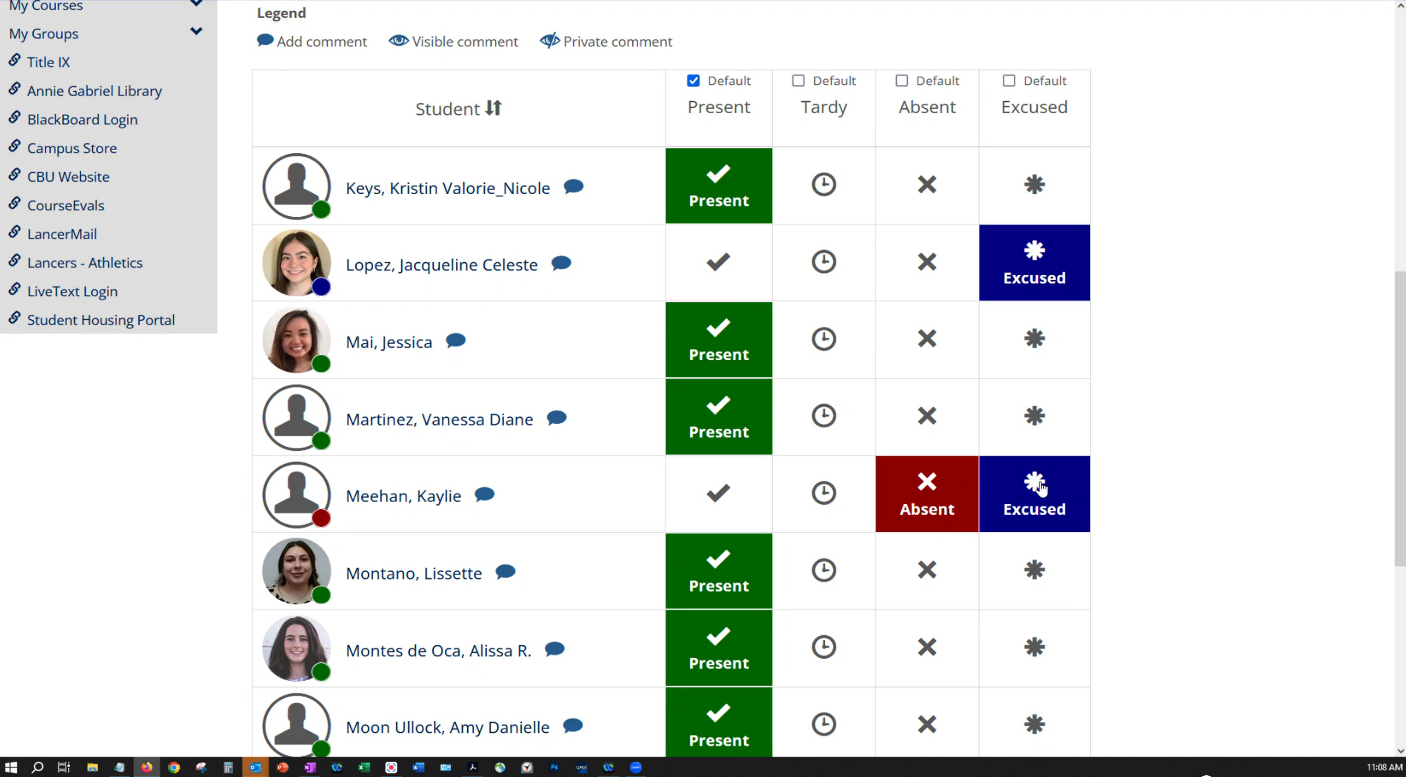 My Courses
My Groups
Title IX
Annie Gabriel Library
BlackBoard Login
Campus Store
CBU Website
CourseEvals
LancerMail
Lancers - Athletics
LiveText Login
Student Housing Portal
Legend
Add comment Visible comment Private comment
Default Default Default Default
Student Present Tardy Absent Excused
Keys, Kristin Valorie_Nicole Present
Lopez, Jacqueline Celeste Excused
Mai, Jessica Present
Martinez, Vanessa Diane Present
Meehan, Kaylie Absent Excused
Montano, Lissette Present
Montes de Oca, Alissa R. Present
Moon Ullock, Amy Danielle Present
11:08 AM